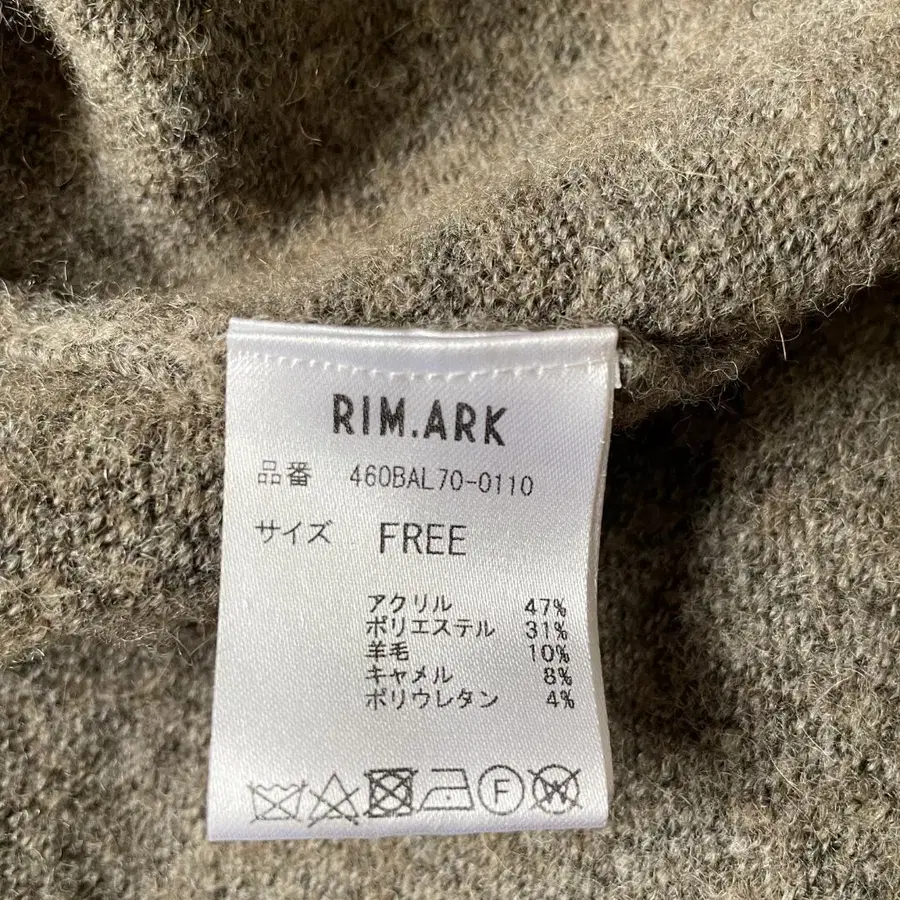 RIM.ARK
品番 460BAL70-0110
サイズ FREE
アクリル 47%
ポリエステル 31%
羊毛 10%
キャメル 8%
ポリウレタン 4%
F W